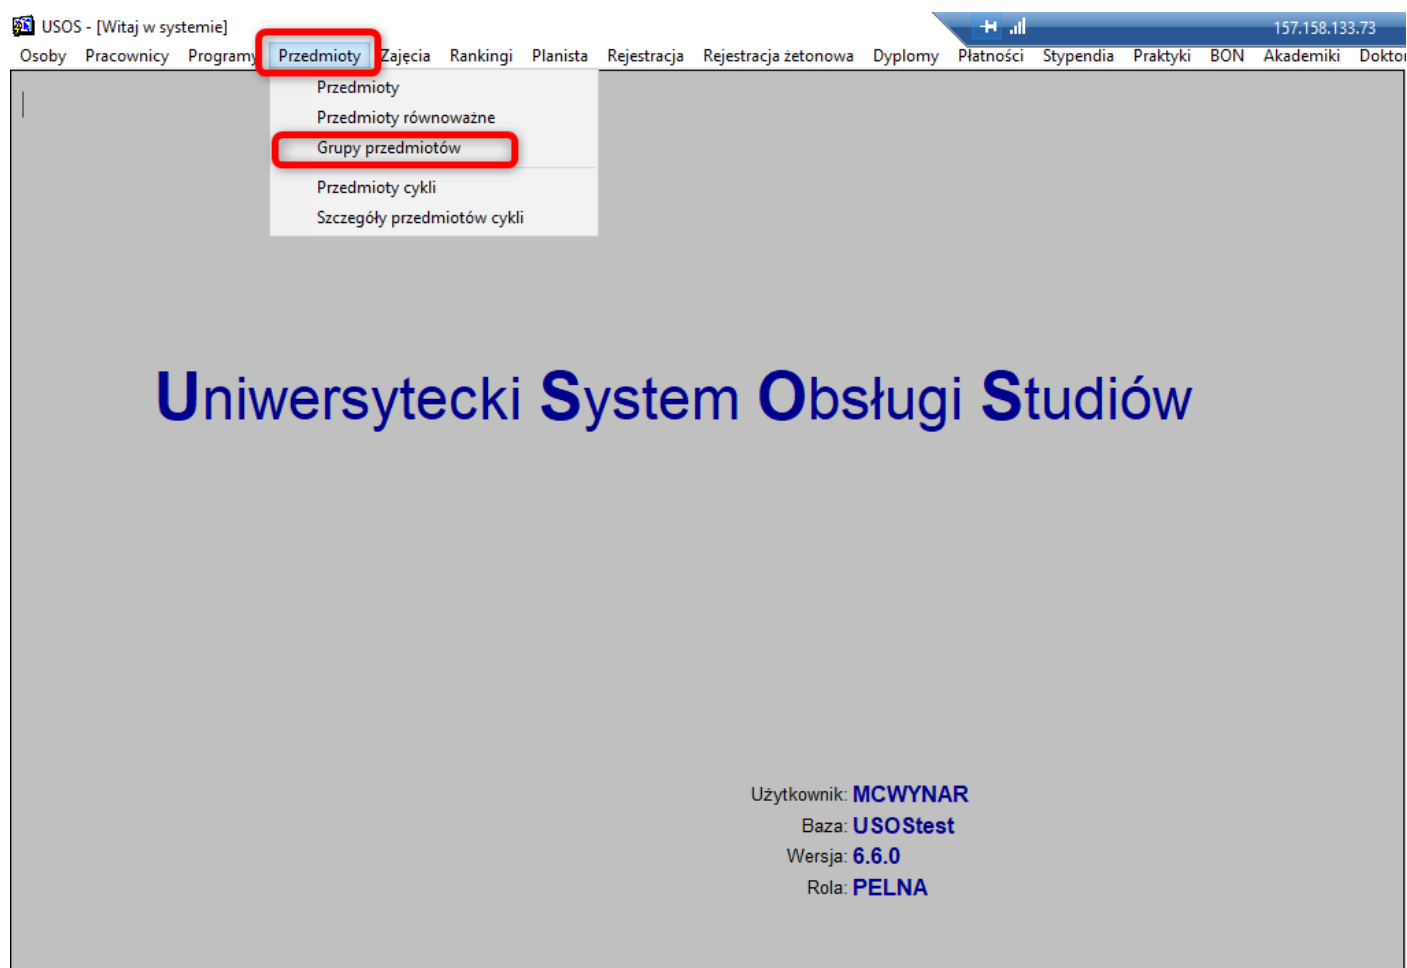 USOS - [Witaj w systemie]
157.158.133.73
Osoby Pracownicy Programy Przedmioty Zajęcia Rankingi Planista Rejestracja Rejestracja żetonowa Dyplomy Płatności Stypendia Praktyki BON Akademiki Doktor
Przedmioty
Przedmioty równoważne
Grupy przedmiotów
Przedmioty cykli
Szczegóły przedmiotów cykli
Uniwersytecki System Obsługi Studiów
Użytkownik: MCWYNAR
Baza: USOStest
Wersja: 6.6.0
Rola: PELNA